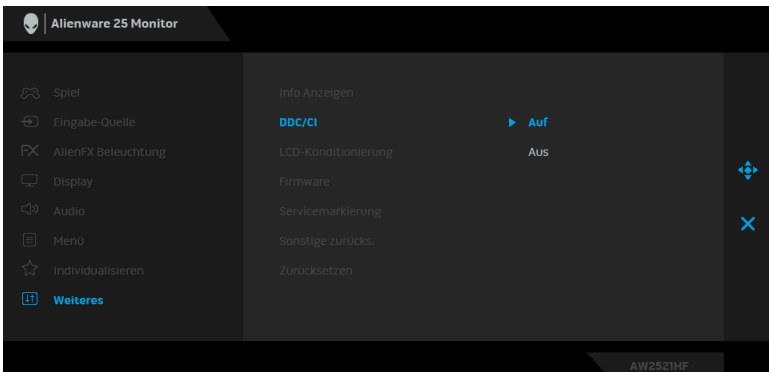 Alienware 25 Monitor
Spiel
Eingabe-Quelle
AlienFX Beleuchtung
Display
Audio
Menü
Individualisieren
Weiteres
Info Anzeigen
DDC/CI
LCD-Konditionierung
Firmware
Servicemarkierung
Sonstige zurücks.
Zurücksetzen
Auf
Aus
AW2521HF